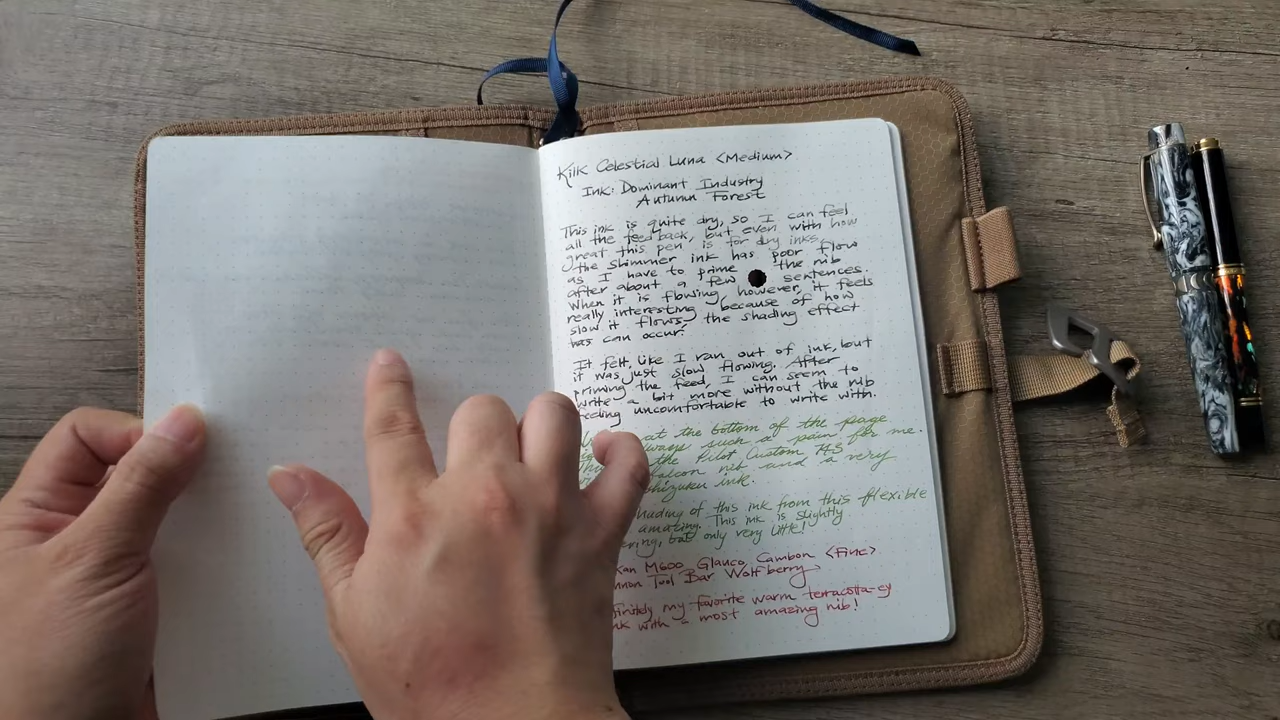 Kilk Celestial Luna <Medium>
Ink: Dominant Industry
Autumn Forest
This ink is quite dry, so I can feel
all the feedback, but even with how
great this pen is for dry inks,
the shimmer ink has poor flow
as I have to prime the nib
after about a few sentences.
When it is flowing, however, it feels
really interesting because of how
slow it flows. the shading effect
has can occur.
It felt like I ran out of ink, but
it was just slow flowing. After
priming the feed, I can seem to
write a bit more without the nib
uncomfortable to write with.
at the bottom of the page
always such a pain for me.
the Pilot Custom 743
falcon nib and a very
ink.
shading of this ink from this flexible
amazing. This ink is slightly
but only very little!
M600 Glauco Cambon <Fine>
Tool Bar Wolfberry
my favorite warm terracotta-ey
with a most amazing nib!